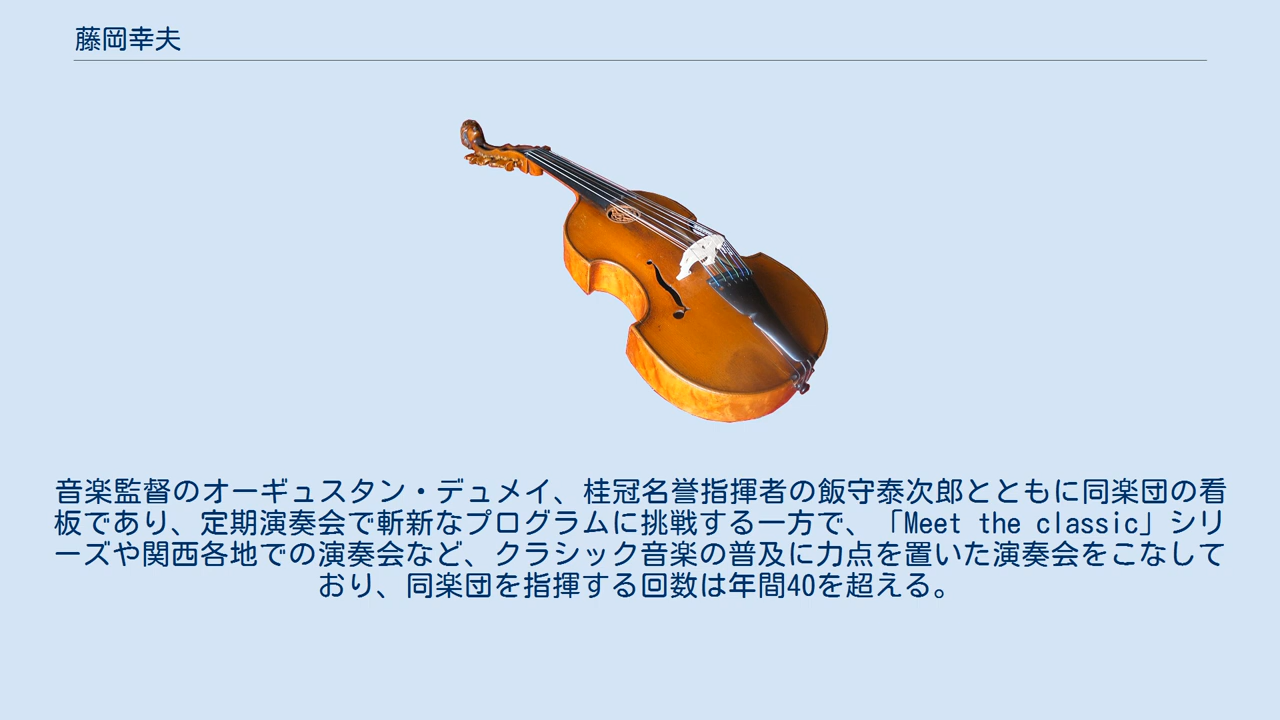 藤岡幸夫
音楽監督のオーギュスタン・デュメイ、桂冠名誉指揮者の飯守泰次郎とともに同楽団の看
板であり、定期演奏会で斬新なプログラムに挑戦する一方で、「Meet the classic」シリ
ーズや関西各地での演奏会など、クラシック音楽の普及に力点を置いた演奏会をこなして
おり、同楽団を指揮する回数は年間40を超える。